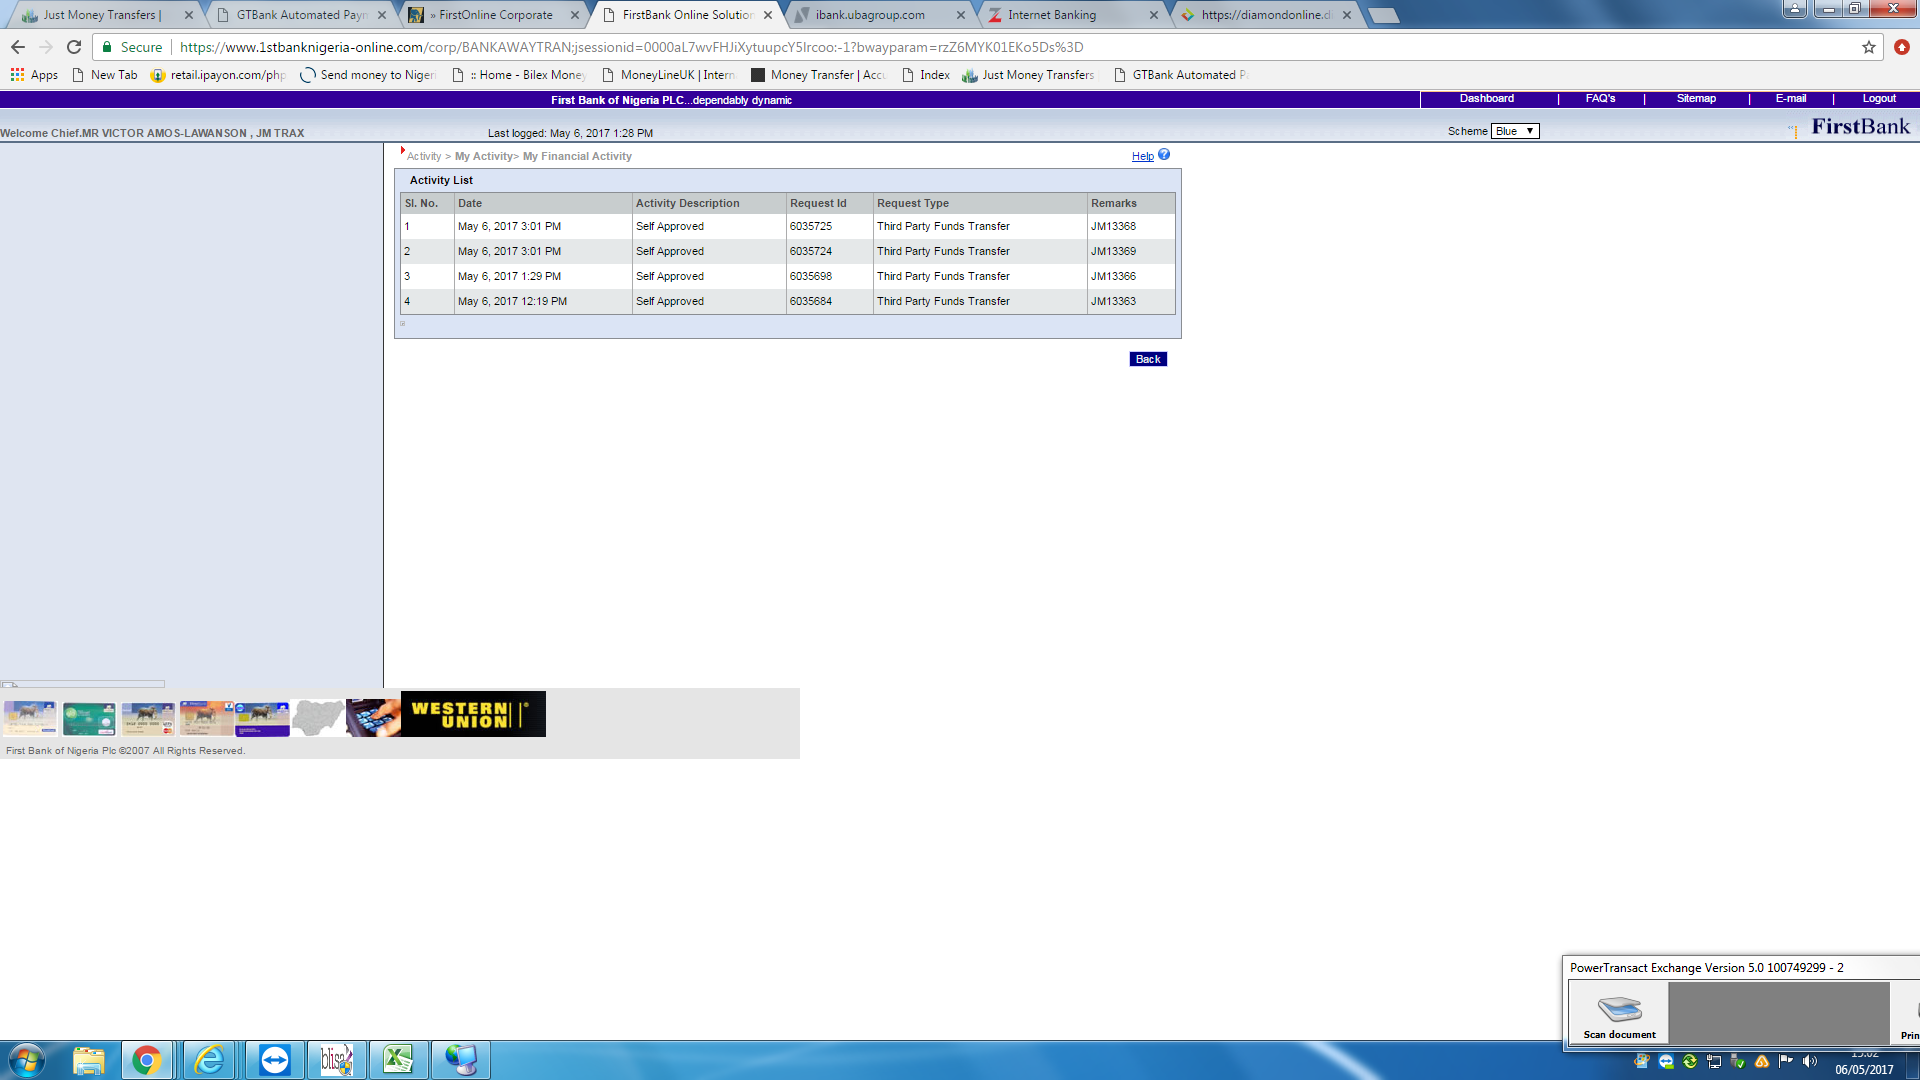 Just Money Transfers |
GTBank Automated Payn
» FirstOnline Corporate
FirstBank Online Solution
ibank.ubagroup.com
Internet Banking
https://diamondonline.d
Secure
https://www.1stbanknigeria-online.com/corp/BANKAWAYTRAN;jsessionid=0000aL7wvFHJiXytuupcY5Ircoo:-1?bwayparam=rzZ6MYK01EKo5Ds%3D
Apps
New Tab
retail.ipayon.com/php
Send money to Nigeri
:: Home - Bilex Money
MoneyLineUK | Intern
Money Transfer | Accu
Index
Just Money Transfers
GTBank Automated Pa
First Bank of Nigeria PLC...dependably dynamic
Dashboard | FAQ's | Sitemap | E-mail | Logout
Welcome Chief.MR VICTOR AMOS-LAWANSON , JM TRAX
Last logged: May 6, 2017 1:28 PM
Scheme Blue
FirstBank
Activity > My Activity> My Financial Activity
Help
Activity List
Sl. No. Date Activity Description Request Id Request Type Remarks
1 May 6, 2017 3:01 PM Self Approved 6035725 Third Party Funds Transfer JM13368
2 May 6, 2017 3:01 PM Self Approved 6035724 Third Party Funds Transfer JM13369
3 May 6, 2017 1:29 PM Self Approved 6035698 Third Party Funds Transfer JM13366
4 May 6, 2017 12:19 PM Self Approved 6035684 Third Party Funds Transfer JM13363
Back
WESTERN
UNION
First Bank of Nigeria Plc ©2007 All Rights Reserved.
PowerTransact Exchange Version 5.0 100749299 - 2
Scan document
Prin
blisa
15:02
06/05/2017